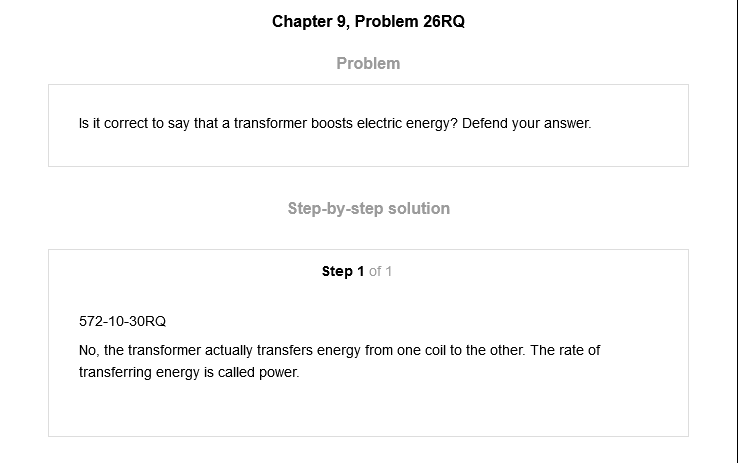 Chapter 9, Problem 26RQ
Problem
Is it correct to say that a transformer boosts electric energy? Defend your answer.
Step-by-step solution
Step 1 of 1
572-10-30RQ
No, the transformer actually transfers energy from one coil to the other. The rate of
transferring energy is called power.